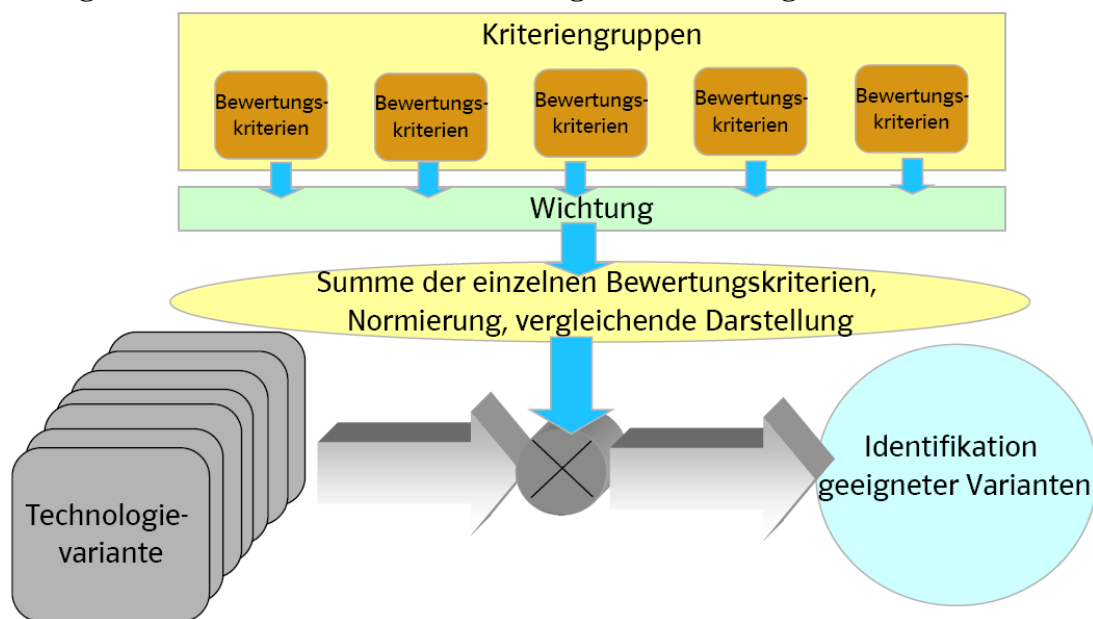 Kriteriengruppen
Bewertungs-
kriterien
Bewertungs-
kriterien
Bewertungs-
kriterien
Bewertungs-
kriterien
Bewertungs-
kriterien
Wichtung
Summe der einzelnen Bewertungskriterien,
Normierung, vergleichende Darstellung
Technologie-
variante
Identifikation
geeigneter Varianten